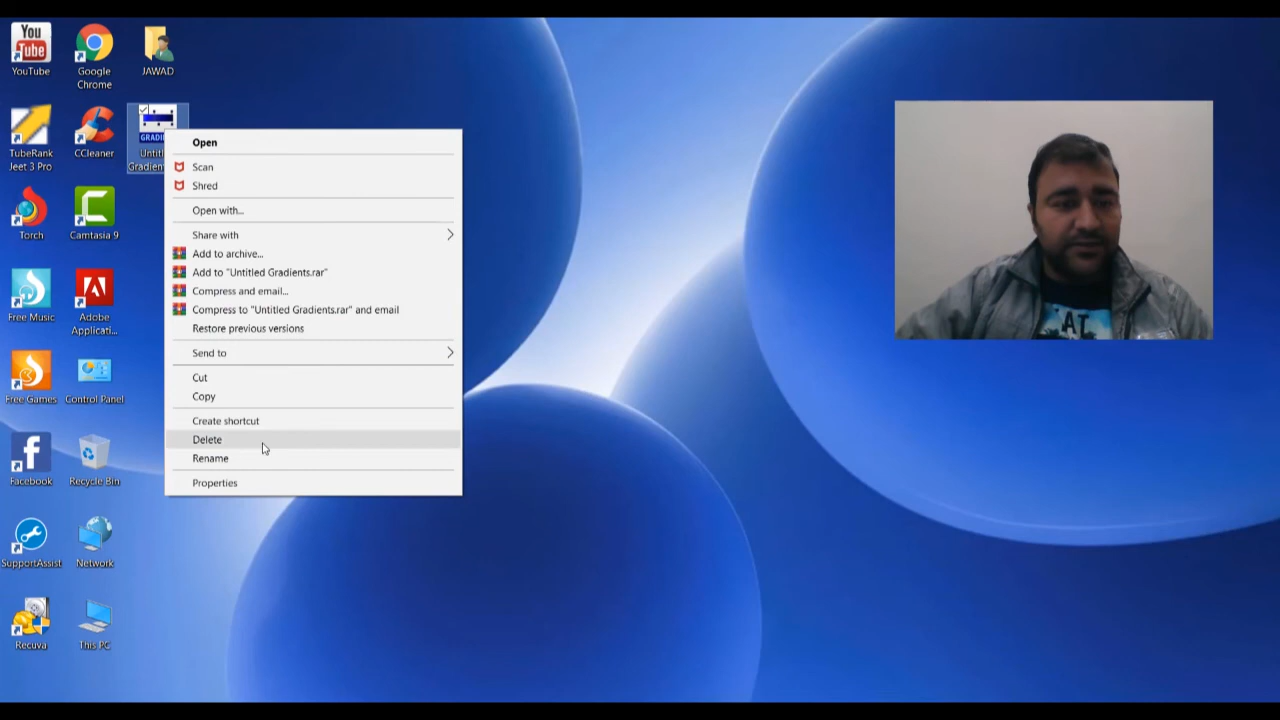 You
Tube
YouTube
Google
Chrome
JAWAD
TubeRank
Jeet 3 Pro
CCleaner
Torch
Camtasia 9
Free Music
Adobe
Applicati...
Free Games
Control Panel
Facebook
Recycle Bin
SupportAssist
Network
Recuva
This PC
Open
Scan
Shred
Open with...
Share with
Add to archive...
Add to "Untitled Gradients.rar"
Compress and email...
Compress to "Untitled Gradients.rar" and email
Restore previous versions
Send to
Cut
Copy
Create shortcut
Delete
Rename
Properties
AT